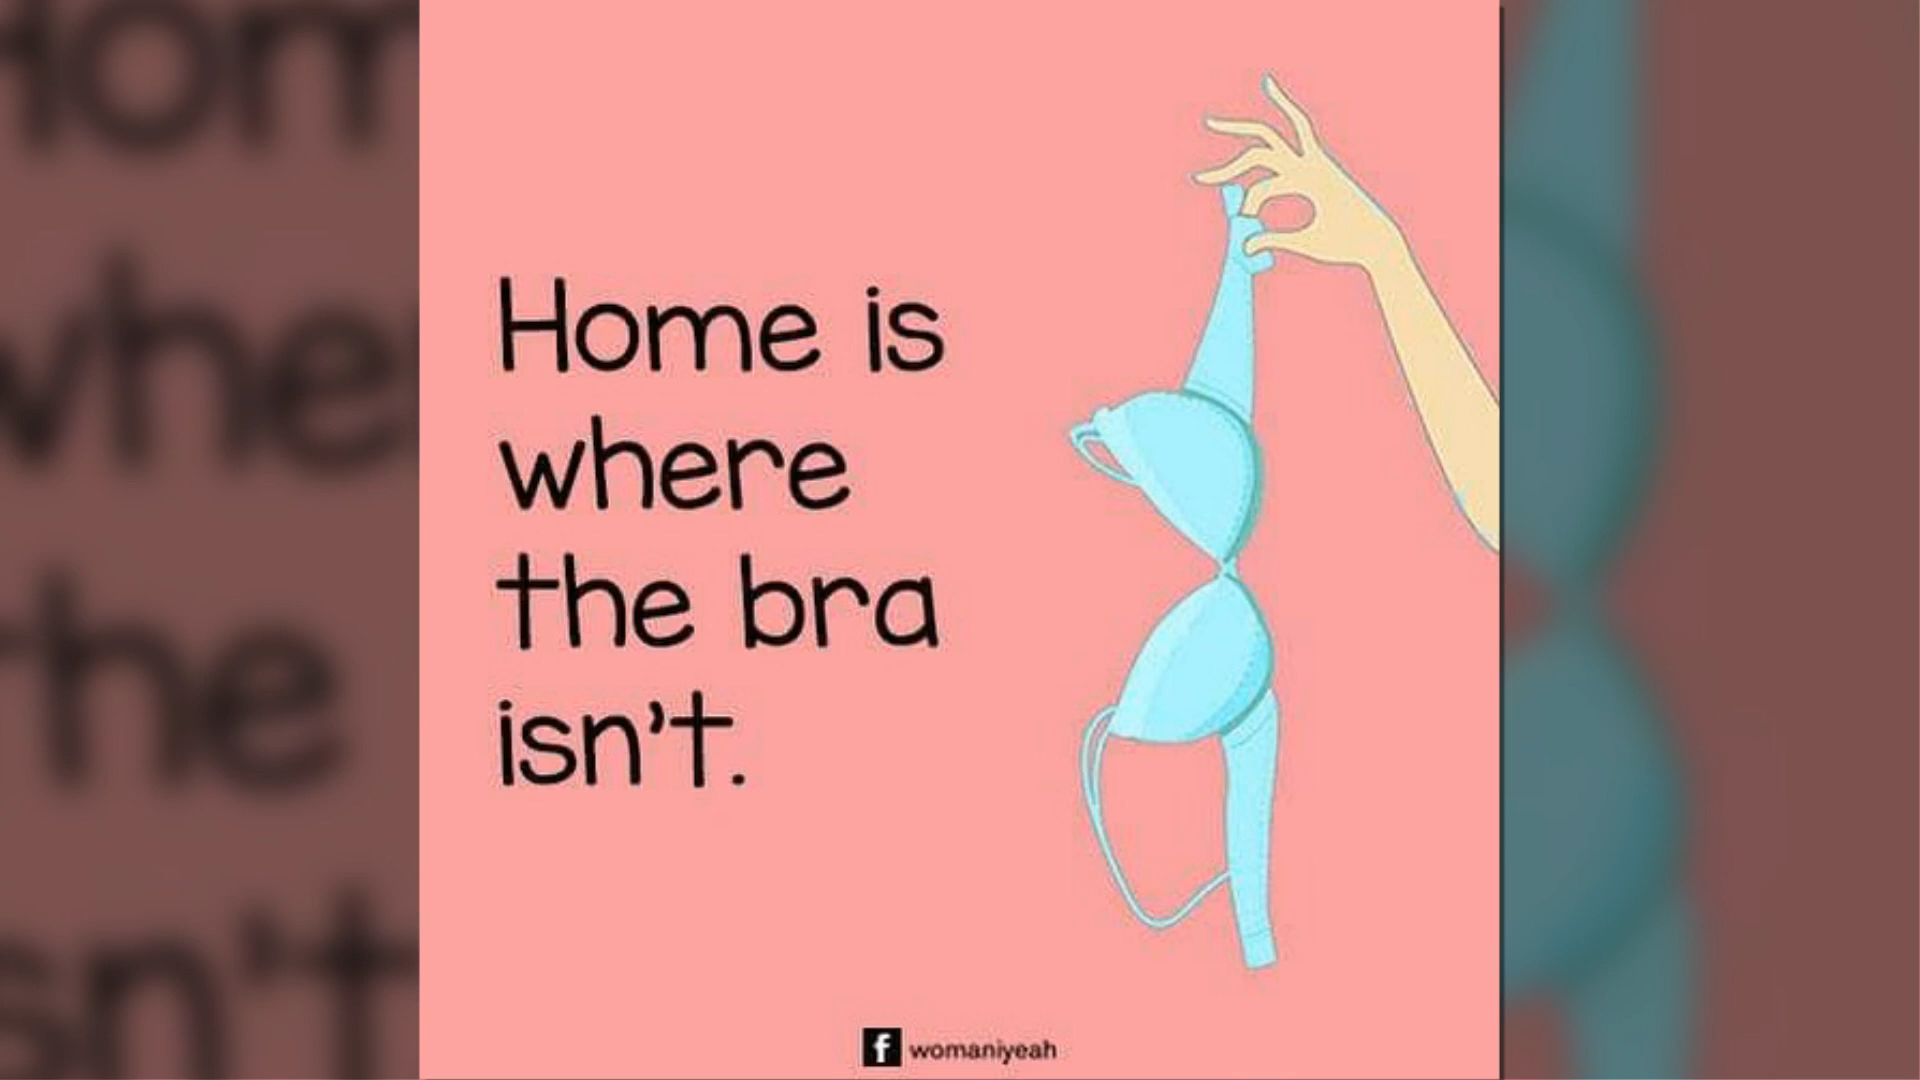 Home is
where
the bra
isn't.
f womaniyeah